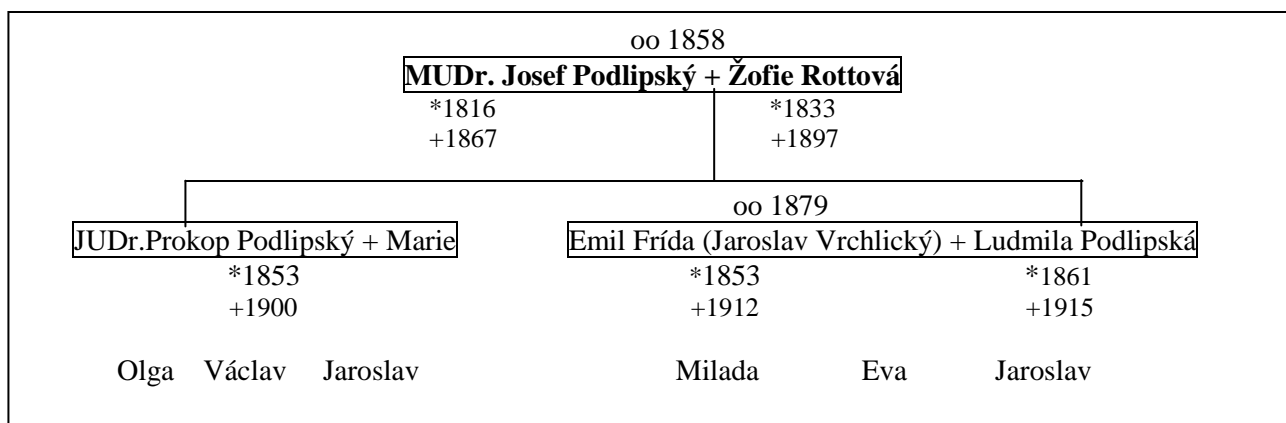 oo 1858
MUDr. Josef Podlipský + Žofie Rottová
*1816 *1833
+1867 +1897
oo 1879
JUDr.Prokop Podlipský + Marie Emil Frída (Jaroslav Vrchlický) + Ludmila Podlipská
*1853 *1853 *1861
+1900 +1912 +1915
Olga Václav Jaroslav Milada Eva Jaroslav